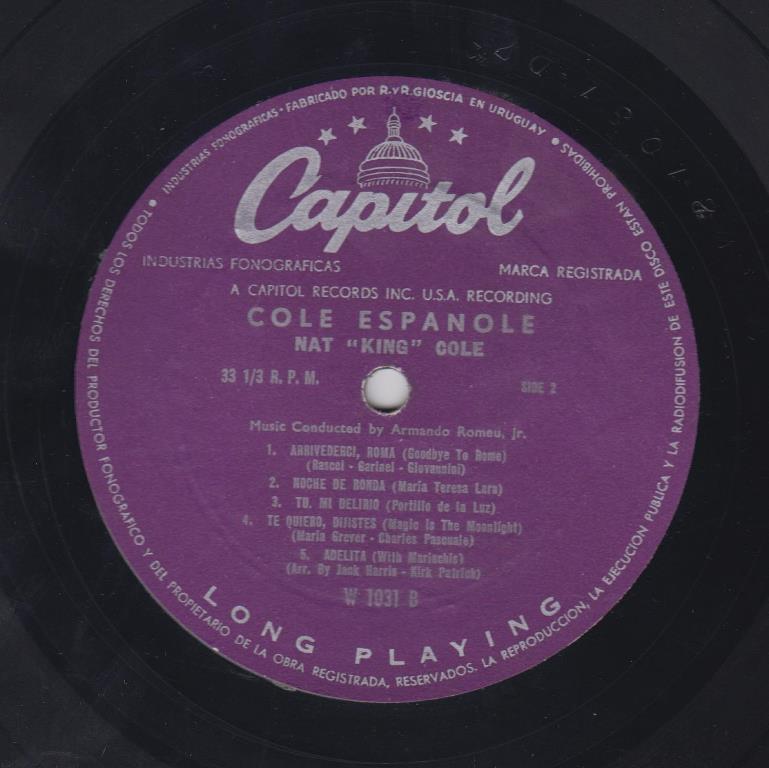 INDUSTRIAS FONOGRAFICAS · FABRICADO POR R.Y R.GIOSCIA EN URUGUAY •
Capitol
INDUSTRIAS FONOGRAFICAS
MARCA REGISTRADA
A CAPITOL RECORDS INC. U.S.A. RECORDING
COLE ESPANOLE
NAT "KING" COLE
33 1/3 R. P. M.
SIDE 2
Music Conducted by Armando Romeu, Jr.
1. ARRIVEDERCI, ROMA (Goodbye To Rome)
(Rascel - Garinei - Giovannini)
2. NOCHE DE RONDA (María Teresa Lara)
3. TU, MI DELIRIO (Portillo de la Luz)
4. TE QUIERO, DIJISTES (Magic Is The Moonlight)
(María Grever - Charles Pascuale)
5. ADELITA (With Mariachis)
(Arr. By Jack Harris - Kirk Patrick)
W 1031 B
LONG PLAYING
• TODOS LOS DERECHOS DEL PRODUCTOR FONOGRAFICO Y DEL PROPIETARIO DE LA OBRA REGISTRADA, RESERVADOS. LA REPRODUCCION, LA EJECUCION PUBLICA Y LA RADIODIFUSION DE ESTE DISCO ESTAN PROHIBIDAS